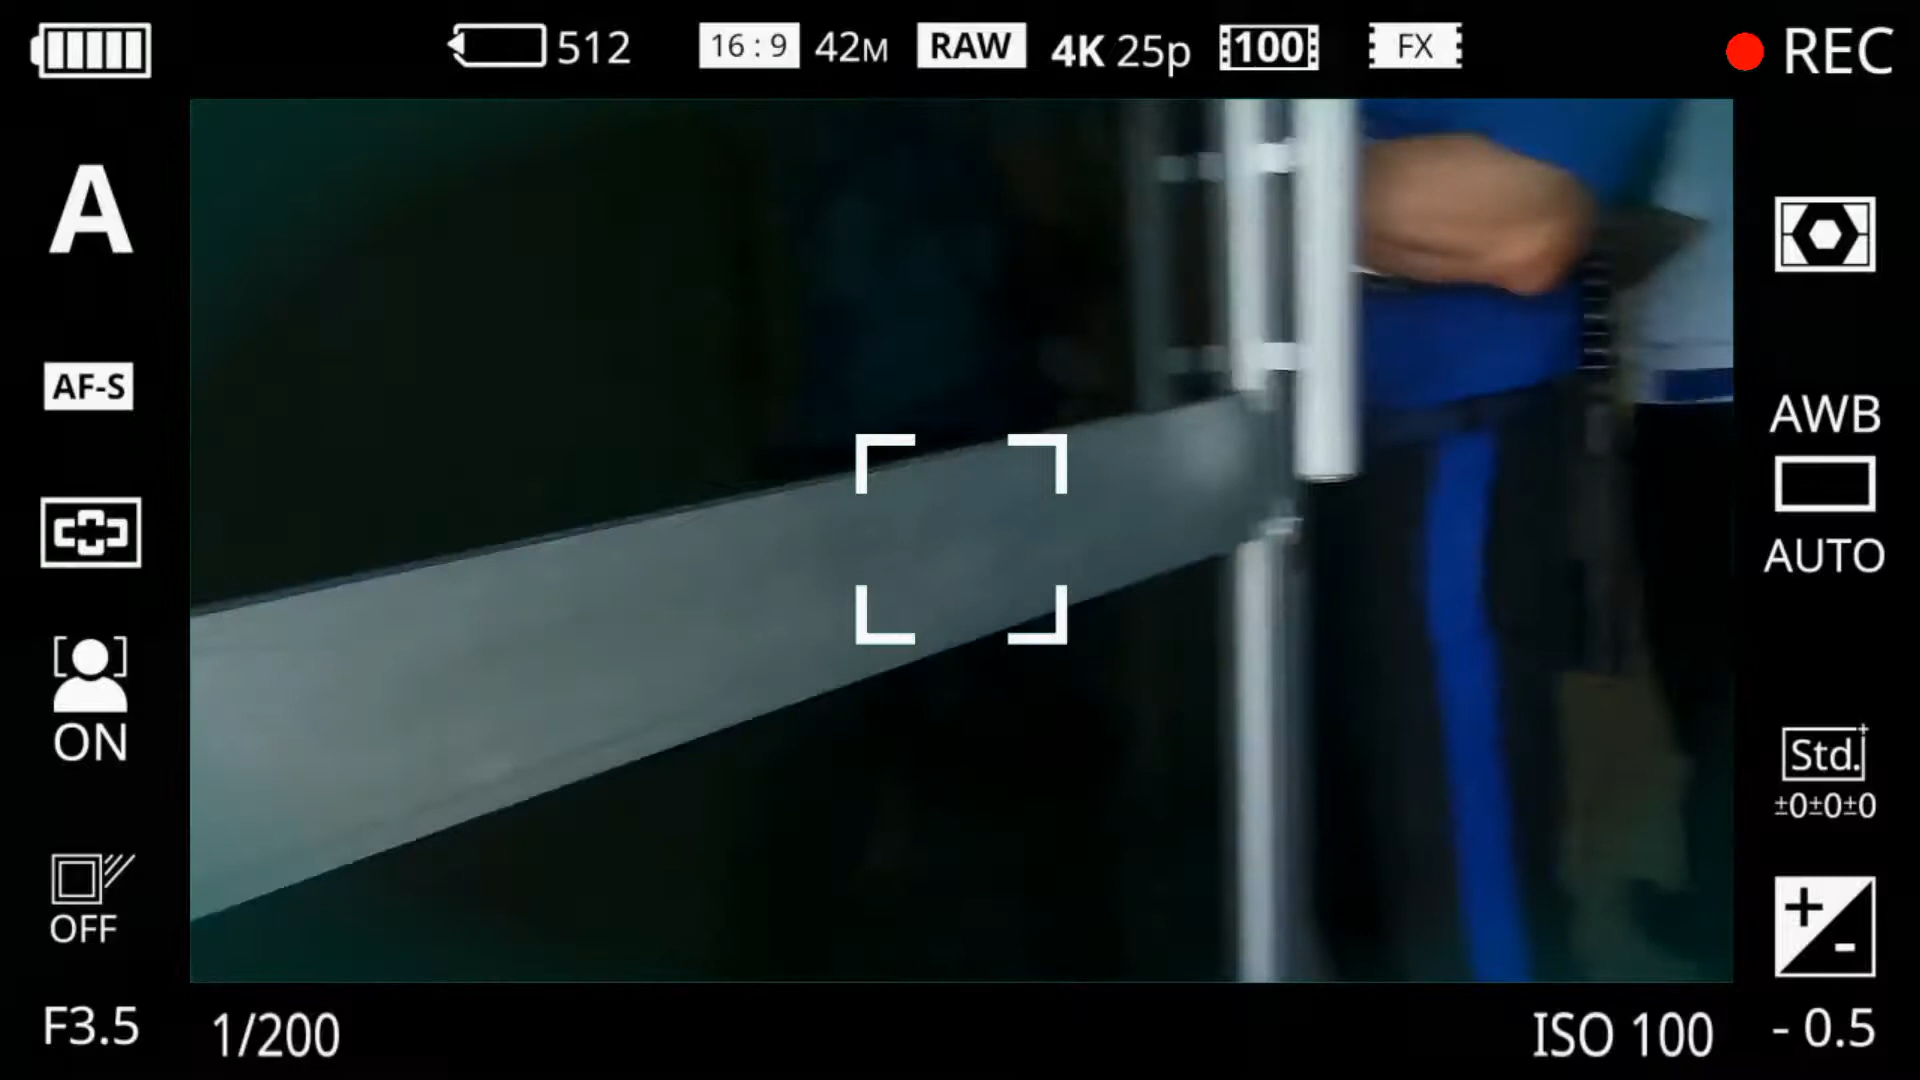 512 16:9 42M RAW 4K 25p 100 FX REC
A
AF-S
AWB
AUTO
ON
Std.+
±0±0±0
OFF
F3.5 1/200 ISO 100 - 0.5